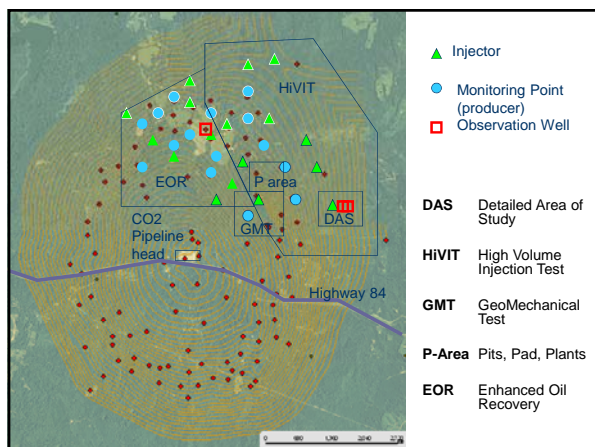 HiVIT
EOR
P area
DAS
GMT
CO2
Pipeline
head
Highway 84
Injector
Monitoring Point
(producer)
Observation Well
DAS Detailed Area of
Study
HiVIT High Volume
Injection Test
GMT GeoMechanical
Test
P-Area Pits, Pad, Plants
EOR Enhanced Oil
Recovery